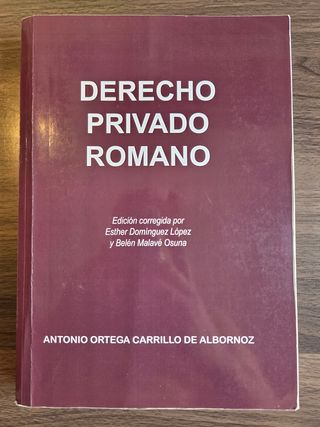 DERECHO
PRIVADO
ROMANO
Edición corregida por
Esther Domínguez López
y Belén Malavé Osuna
ANTONIO ORTEGA CARRILLO DE ALBORNOZ